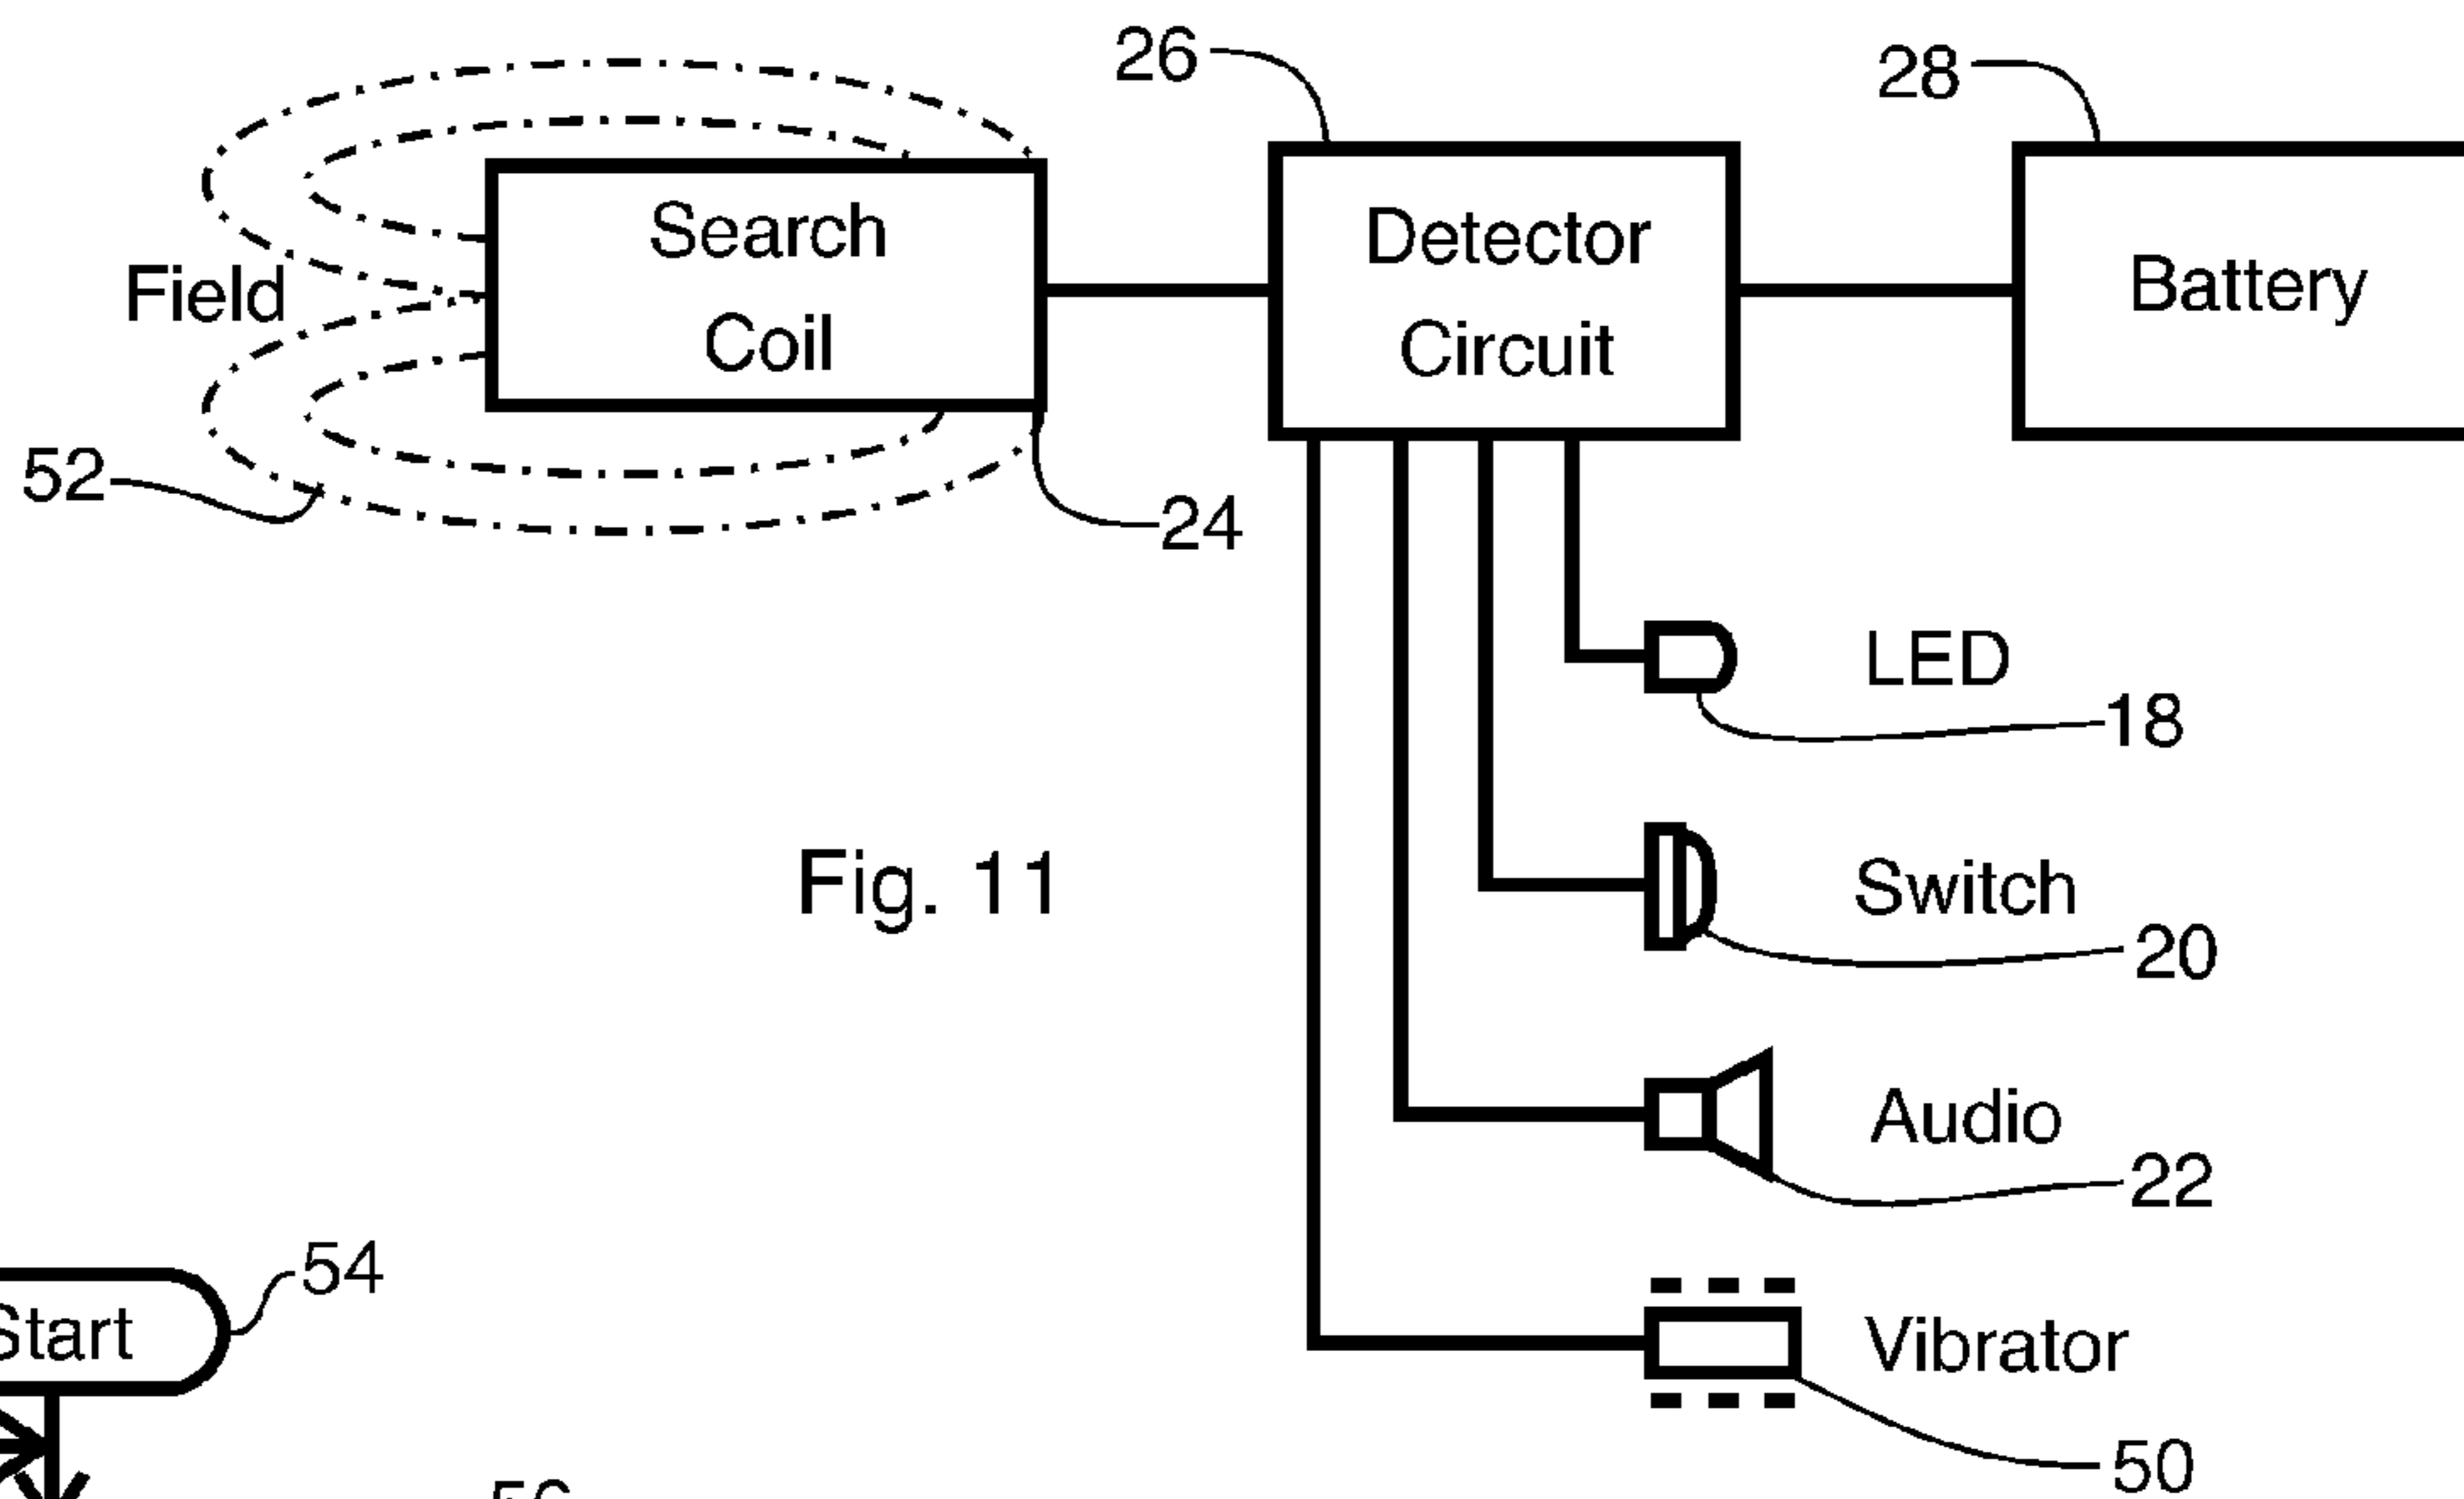 26
28
Search
Coil
Detector
Circuit
Battery
Field
52
24
LED
18
Fig. 11
Switch
20
Audio
22
54
Start
Vibrator
50